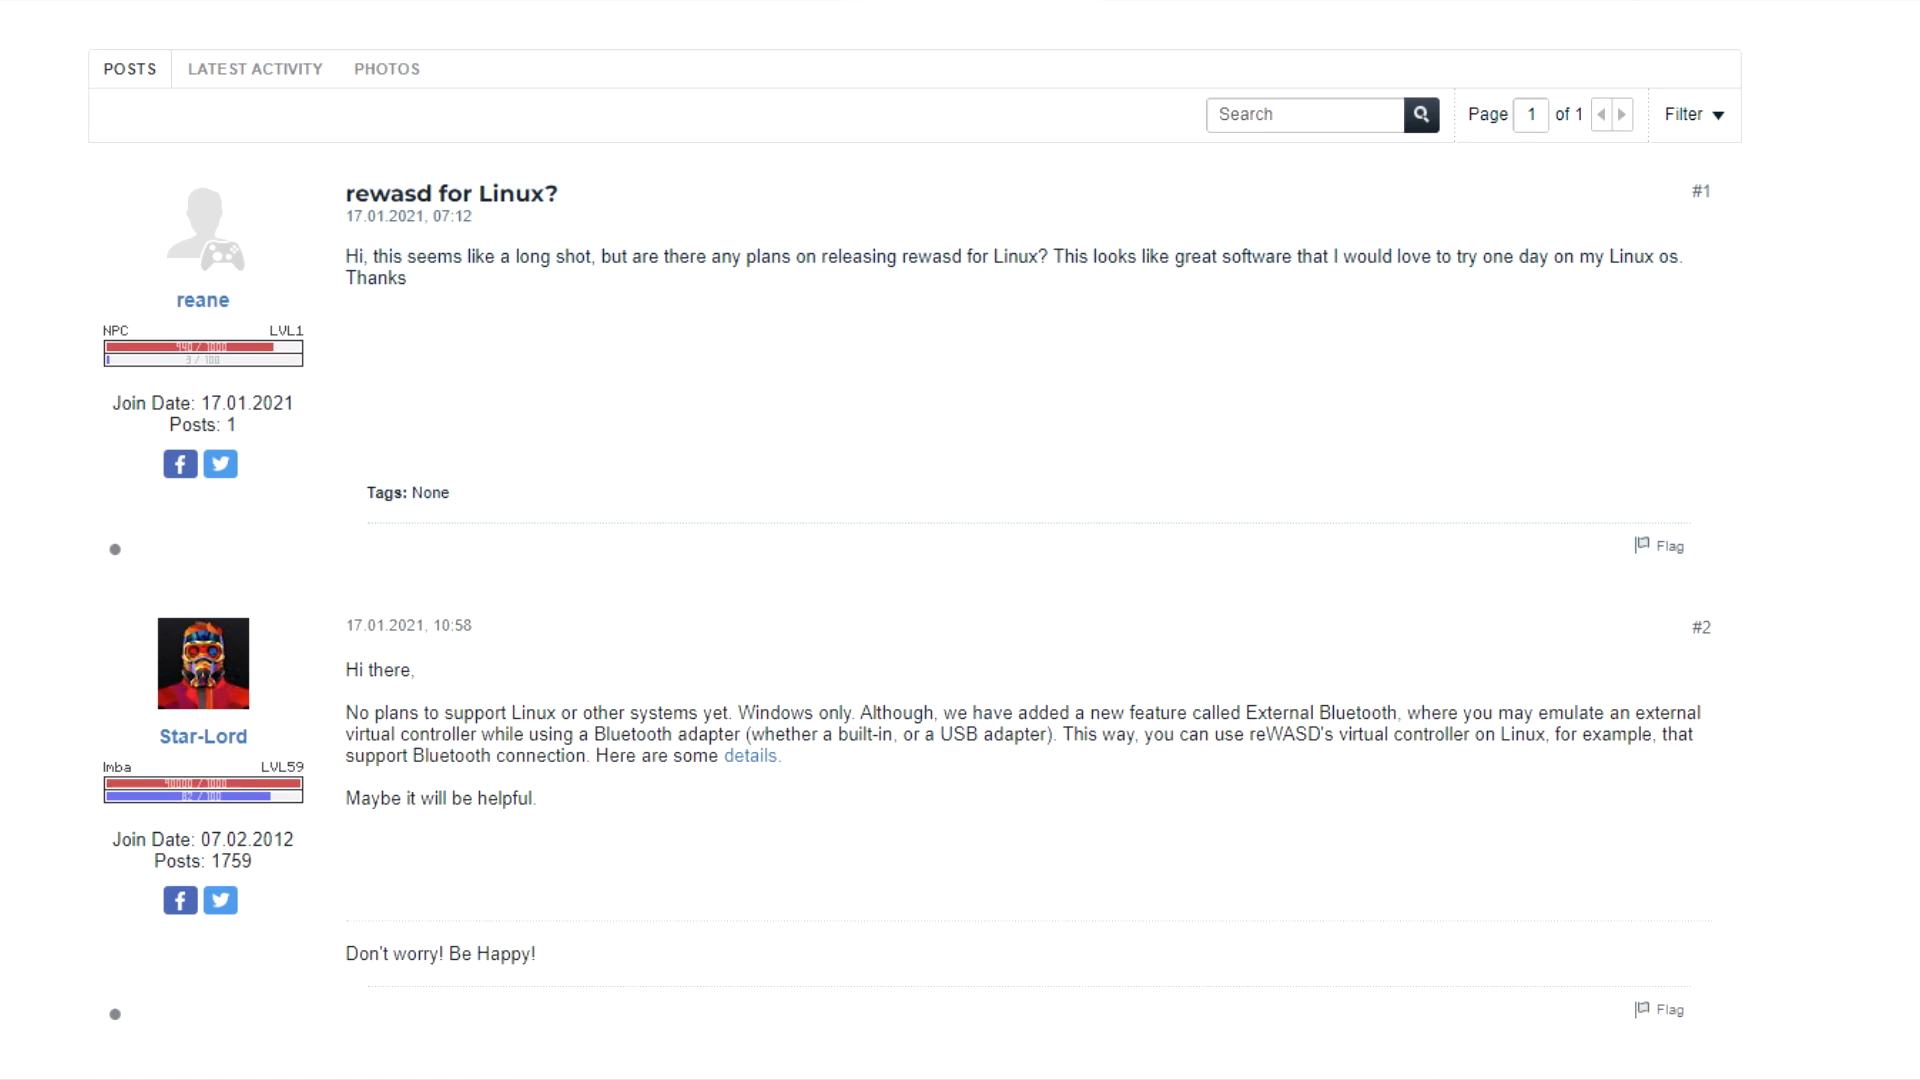 POSTS LATEST ACTIVITY PHOTOS
Search Page 1 of 1 Filter
rewasd for Linux? #1
17.01.2021, 07:12
Hi, this seems like a long shot, but are there any plans on releasing rewasd for Linux? This looks like great software that I would love to try one day on my Linux os.
Thanks
reane
NPC LVL1
940 / 1000
3 / 100
Join Date: 17.01.2021
Posts: 1
Tags: None
Flag
17.01.2021, 10:58 #2
Hi there,
No plans to support Linux or other systems yet. Windows only. Although, we have added a new feature called External Bluetooth, where you may emulate an external
virtual controller while using a Bluetooth adapter (whether a built-in, or a USB adapter). This way, you can use reWASD's virtual controller on Linux, for example, that
support Bluetooth connection. Here are some details.
Maybe it will be helpful.
Star-Lord
Imba LVL59
82 / 100
Join Date: 07.02.2012
Posts: 1759
Don't worry! Be Happy!
Flag